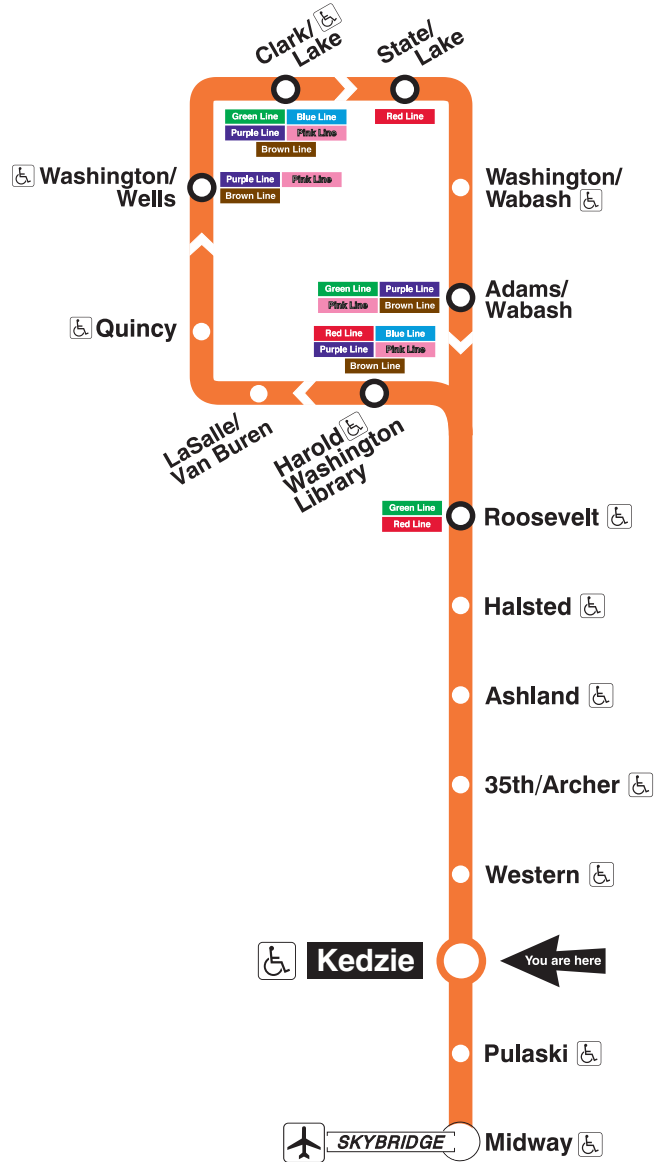 Clark/
Lake
State/
Lake
Green Line
Blue Line
Purple Line
Pink Line
Brown Line
Red Line
Washington/
Wells
Purple Line
Pink Line
Brown Line
Washington/
Wabash
Green Line
Purple Line
Pink Line
Brown Line
Adams/
Wabash
Quincy
Red Line
Blue Line
Purple Line
Pink Line
Brown Line
LaSalle/
Van Buren
Harold
Washington
Library
Green Line
Red Line
Roosevelt
Halsted
Ashland
35th/Archer
Western
Kedzie
You are here
Pulaski
SKYBRIDGE
Midway